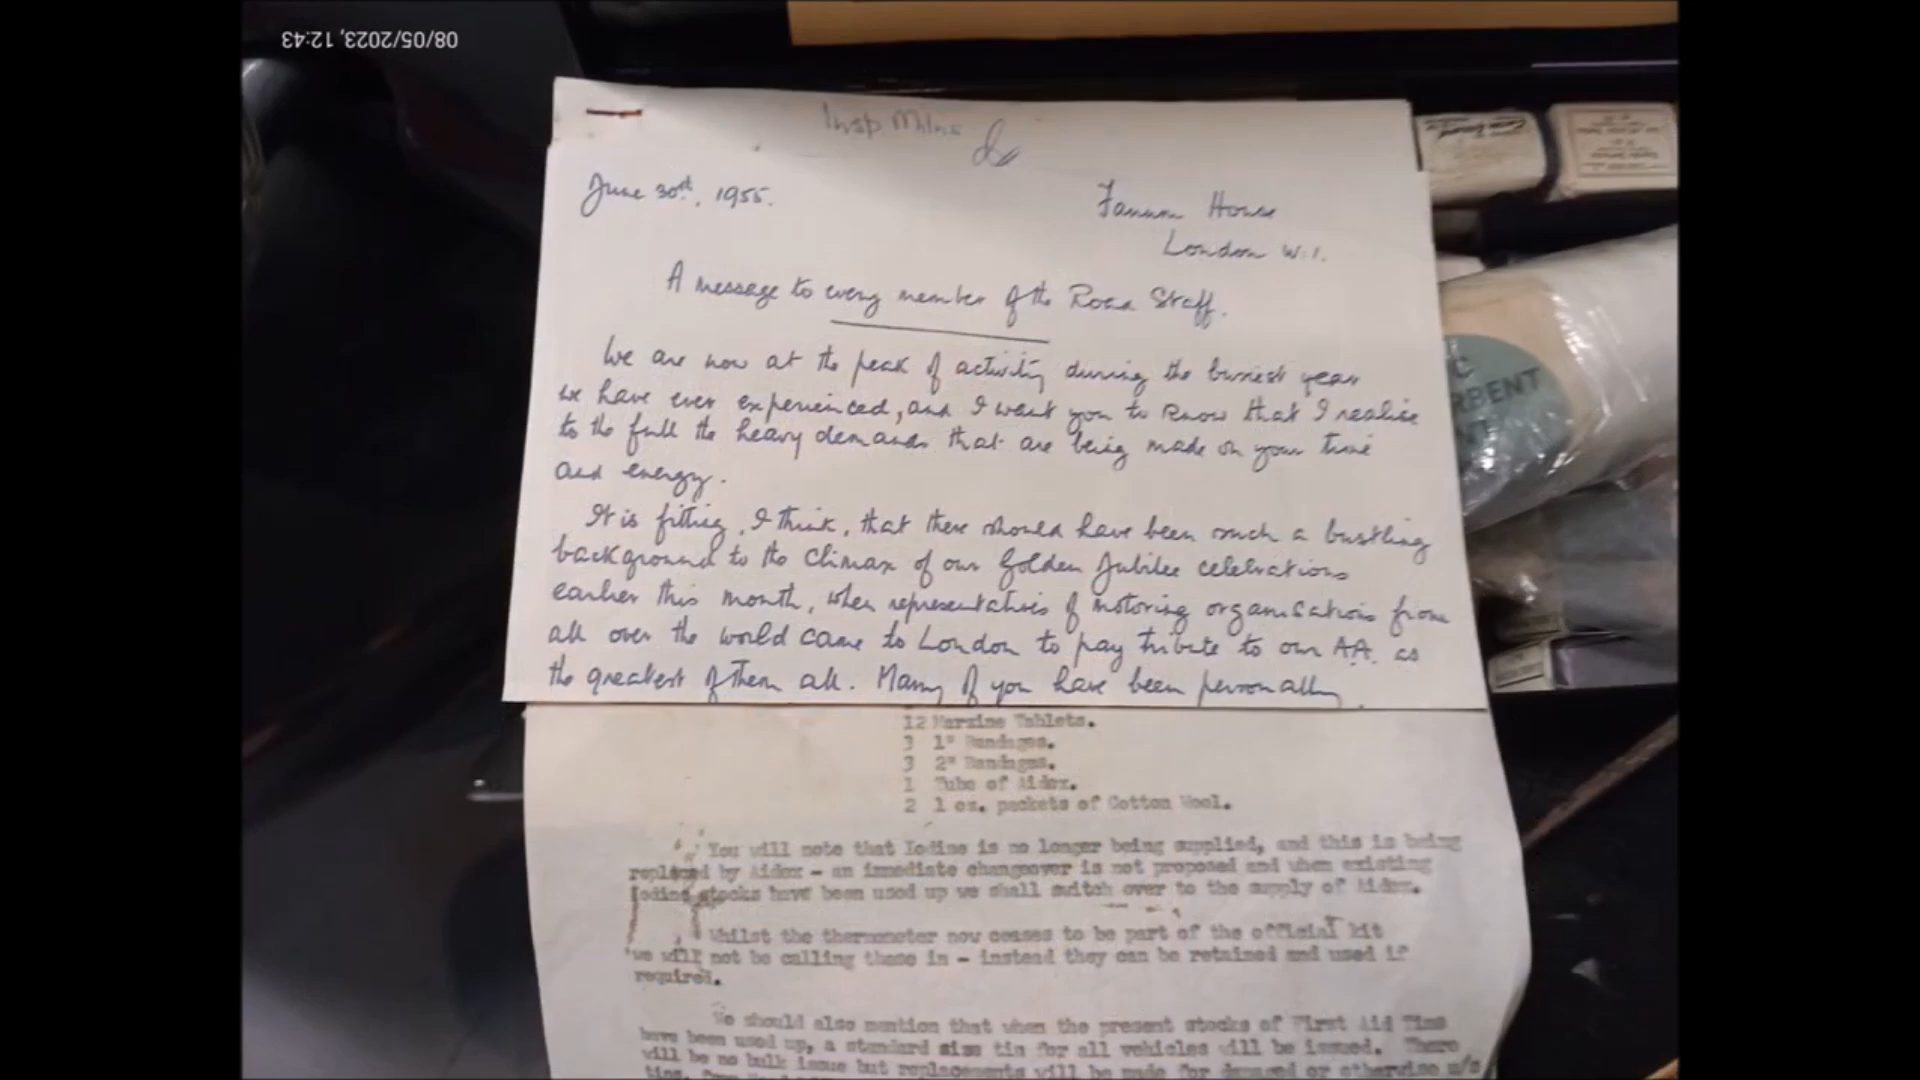 08/05/2023, 12:43
Insp Milne
June 30st, 1955.
Fanum House
London W.1.
A message to every member of the Road Staff.
We are now at the peak of activity during the busiest year
we have ever experienced, and I want you to know that I realise
to the full the heavy demands that are being made on your time
and energy.
It is fitting, I think, that there should have been such a bustling
background to the climax of our Golden Jubilee celebrations
earlier this month, when representatives of motoring organisations from
all over the world came to London to pay tribute to our A.A. as
the greatest of them all. Many of you have been personally
12 Marzine Tablets.
3 1" Bandages.
3 2" Bandages.
1 Tube of Aidex.
2 1 oz. packets of Cotton Wool.
You will note that Iodine is no longer being supplied, and this is being
replaced by Aidex - an immediate changeover is not proposed and when existing
Iodine stocks have been used up we shall switch over to the supply of Aidex.
Whilst the thermometer now ceases to be part of the official kit
we will not be calling these in - instead they can be retained and used if
required.
We should also mention that when the present stocks of First Aid Tins
have been used up, a standard size tin for all vehicles will be issued. There
will be no bulk issue but replacements will be made for damaged or otherwise u/s
tins.
RBENT